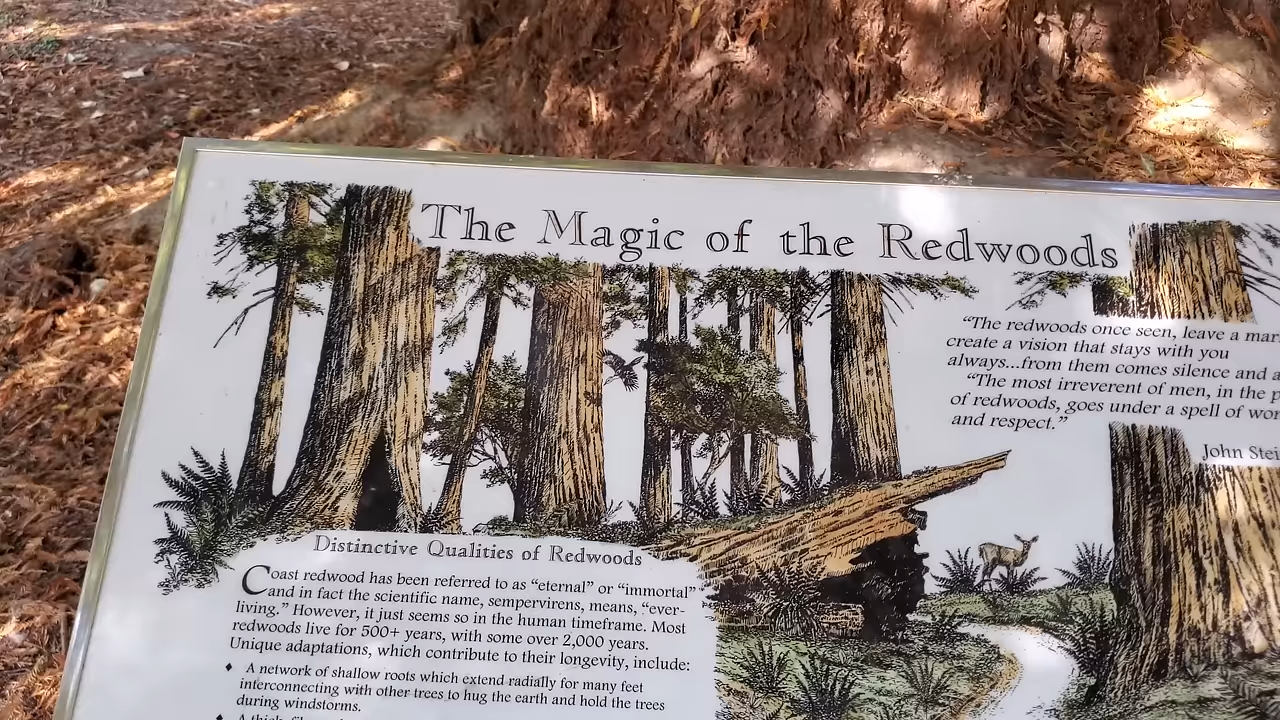 The Magic of the Redwoods
“The redwoods once seen, leave a
create a vision that stays with you
always...from them comes silence and
“The most irreverent of men, in the
of redwoods, goes under a spell of
and respect.”
John
Distinctive Qualities of Redwoods
Coast redwood has been referred to as “eternal” or “immortal”
and in fact the scientific name, sempervirens, means, “ever-
living.” However, it just seems so in the human timeframe. Most
redwoods live for 500+ years, with some over 2,000 years.
Unique adaptations, which contribute to their longevity, include:
♦ A network of shallow roots which extend radially for many feet
interconnecting with other trees to hug the earth and hold the trees
during windstorms.
♦ A